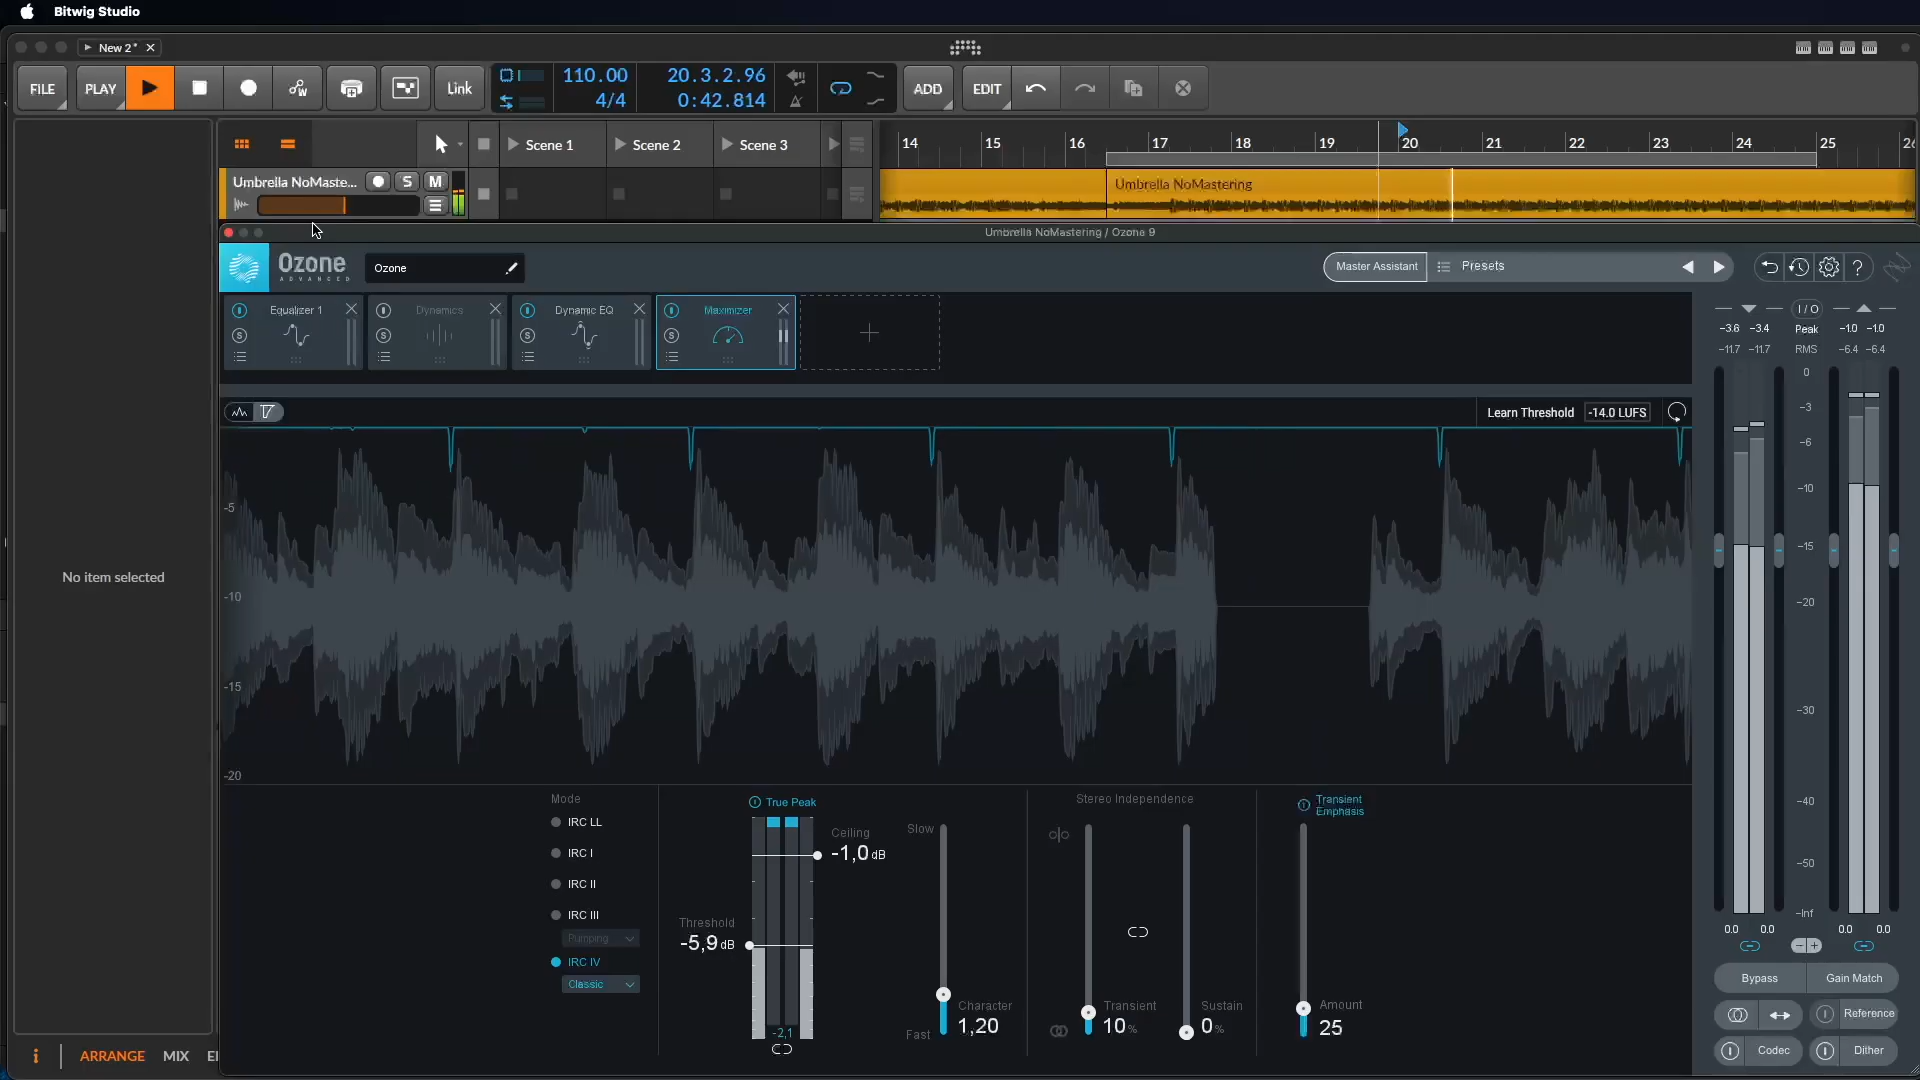 Bitwig Studio
New 2*
FILE
PLAY
Link
110.00
4/4
20.3.2.96
0:42.814
ADD
EDIT
Scene 1
Scene 2
Scene 3
14
15
16
17
18
19
20
21
22
23
24
25
Umbrella NoMaste...
S
M
Umbrella NoMastering
Umbrella NoMastering / Ozone 9
Ozone
ADVANCED
Ozone
Master Assistant
Presets
?
Equalizer 1
S
Dynamics
S
Dynamic EQ
S
Maximizer
S
+
I / O
-3.6 -3.4 Peak -1.0 -1.0
-11.7 -11.7 RMS -6.4 -6.4
Learn Threshold
-14.0 LUFS
-5
-10
-15
-20
0
-3
-6
-10
-15
-20
-30
-40
-50
-Inf
0.0 0.0
0.0 0.0
No item selected
Mode
IRC LL
IRC I
IRC II
IRC III
Pumping
IRC IV
Classic
True Peak
Ceiling
-1,0 dB
Threshold
-5,9 dB
-2,1
Slow
Fast
Character
1,20
Stereo Independence
Transient
10 %
Sustain
0 %
Transient
Emphasis
Amount
25
Bypass
Gain Match
Reference
Codec
Dither
i
ARRANGE
MIX